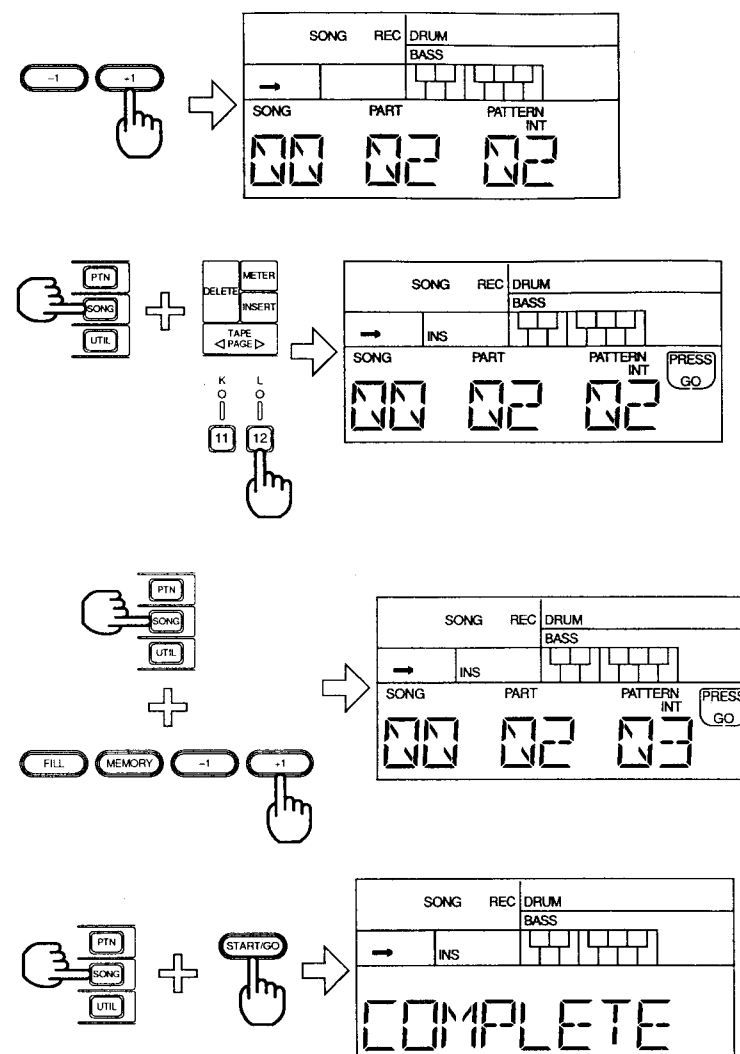 SONG REC DRUM
BASS
-1 +1
→
SONG PART PATTERN
INT
00 02 02
PTN
SONG
UTIL
DELETE METER
INSERT
TAPE
◁ PAGE ▷
K L
11 12
SONG REC DRUM
BASS
→ INS
SONG PART PATTERN PRESS
INT GO
00 02 02
PTN
SONG
UTIL
FILL MEMORY -1 +1
SONG REC DRUM
BASS
→ INS
SONG PART PATTERN PRESS
INT GO
00 02 03
PTN
SONG
UTIL
START/GO
SONG REC DRUM
BASS
→ INS
COMPLETE